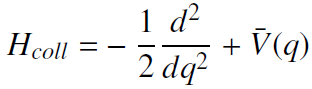 H_{coll} = - \frac{1}{2} \frac{d^2}{dq^2} + \bar{V}(q)